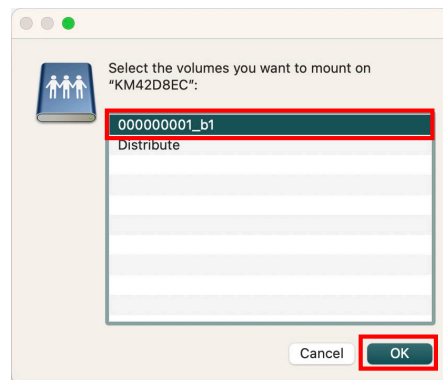 Select the volumes you want to mount on
“KM42D8EC”:
000000001_b1
Distribute
Cancel
OK